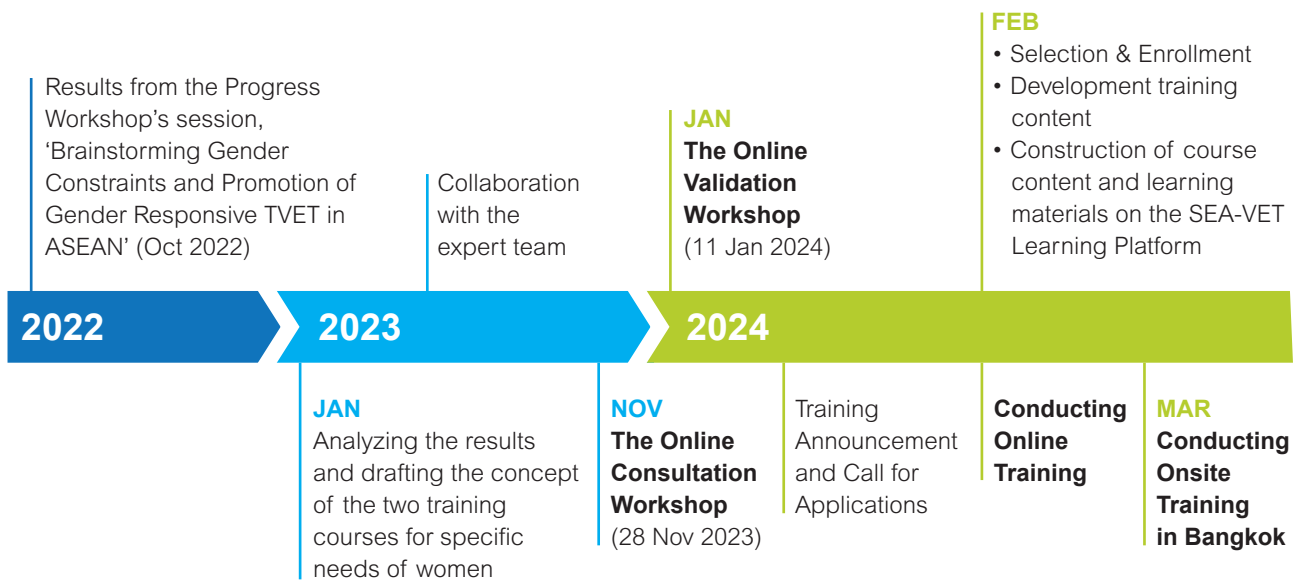 Results from the Progress
Workshop’s session,
‘Brainstorming Gender
Constraints and Promotion of
Gender Responsive TVET in
ASEAN’ (Oct 2022)
Collaboration
with the
expert team
JAN
The Online
Validation
Workshop
(11 Jan 2024)
FEB
• Selection & Enrollment
• Development training
content
• Construction of course
content and learning
materials on the SEA-VET
Learning Platform
2022
2023
2024
JAN
Analyzing the results
and drafting the concept
of the two training
courses for specific
needs of women
NOV
The Online
Consultation
Workshop
(28 Nov 2023)
Training
Announcement
and Call for
Applications
Conducting
Online
Training
MAR
Conducting
Onsite
Training
in Bangkok